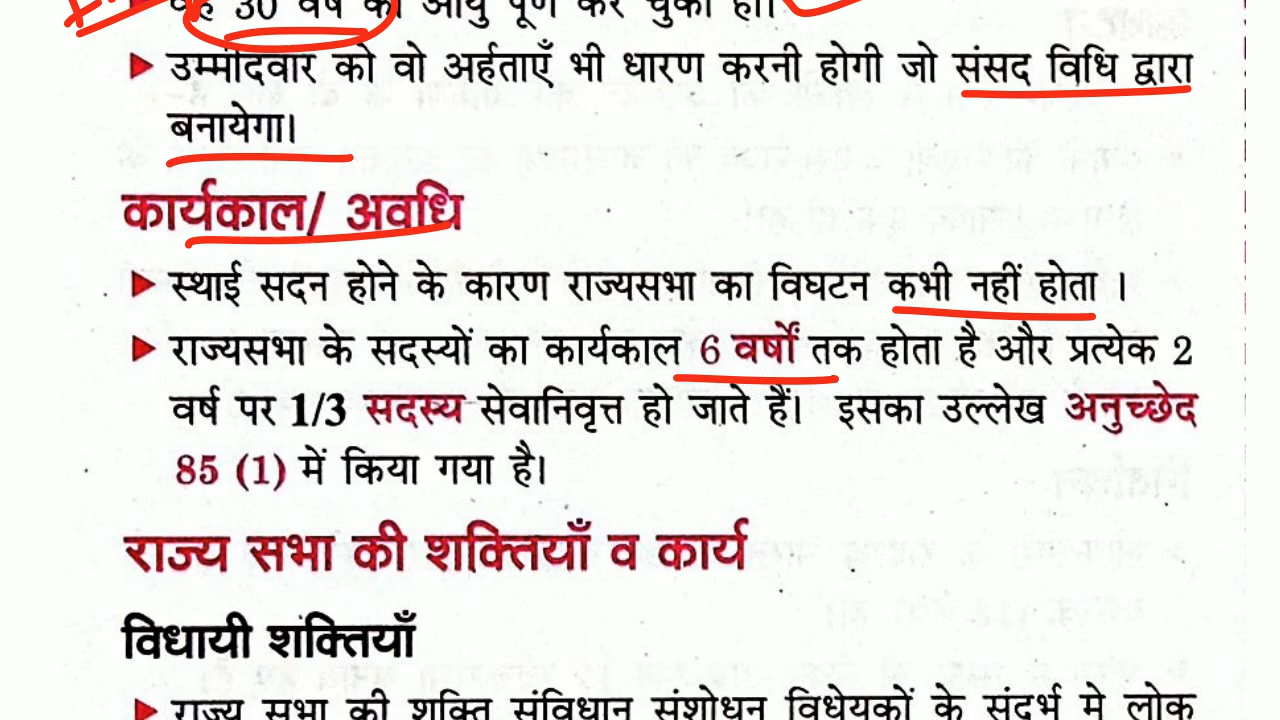 वह 30 वर्ष की आयु पूर्ण कर चुका हो।
▶ उम्मीदवार को वो अर्हताएँ भी धारण करनी होगी जो संसद विधि द्वारा
बनायेगा।
कार्यकाल/ अवधि
▶ स्थाई सदन होने के कारण राज्यसभा का विघटन कभी नहीं होता ।
▶ राज्यसभा के सदस्यों का कार्यकाल 6 वर्षों तक होता है और प्रत्येक 2
वर्ष पर 1/3 सदस्य सेवानिवृत्त हो जाते हैं। इसका उल्लेख अनुच्छेद
85 (1) में किया गया है।
राज्य सभा की शक्तियाँ व कार्य
विधायी शक्तियाँ
▶ राज्य सभा की शक्ति संविधान संशोधन विधेयकों के संदर्भ मे लोक